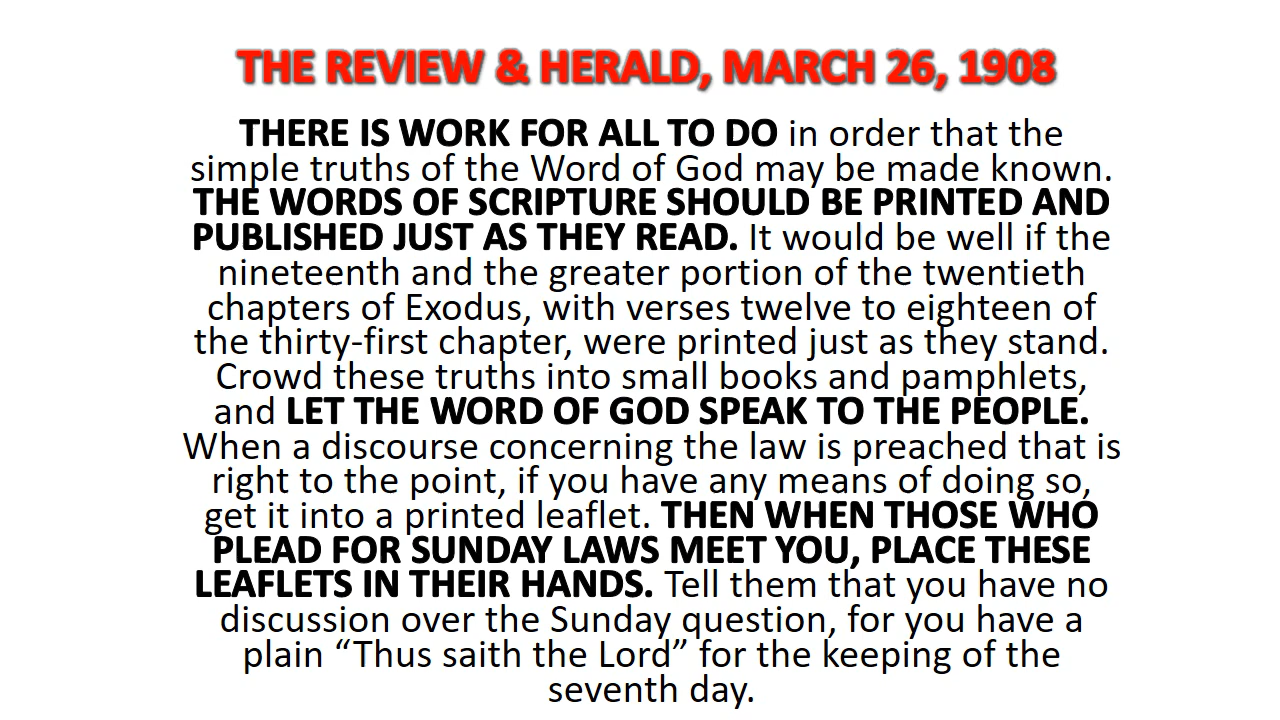 THE REVIEW & HERALD, MARCH 26, 1908
THERE IS WORK FOR ALL TO DO in order that the
simple truths of the Word of God may be made known.
THE WORDS OF SCRIPTURE SHOULD BE PRINTED AND
PUBLISHED JUST AS THEY READ. It would be well if the
nineteenth and the greater portion of the twentieth
chapters of Exodus, with verses twelve to eighteen of
the thirty-first chapter, were printed just as they stand.
Crowd these truths into small books and pamphlets,
and LET THE WORD OF GOD SPEAK TO THE PEOPLE.
When a discourse concerning the law is preached that is
right to the point, if you have any means of doing so,
get it into a printed leaflet. THEN WHEN THOSE WHO
PLEAD FOR SUNDAY LAWS MEET YOU, PLACE THESE
LEAFLETS IN THEIR HANDS. Tell them that you have no
discussion over the Sunday question, for you have a
plain “Thus saith the Lord” for the keeping of the
seventh day.